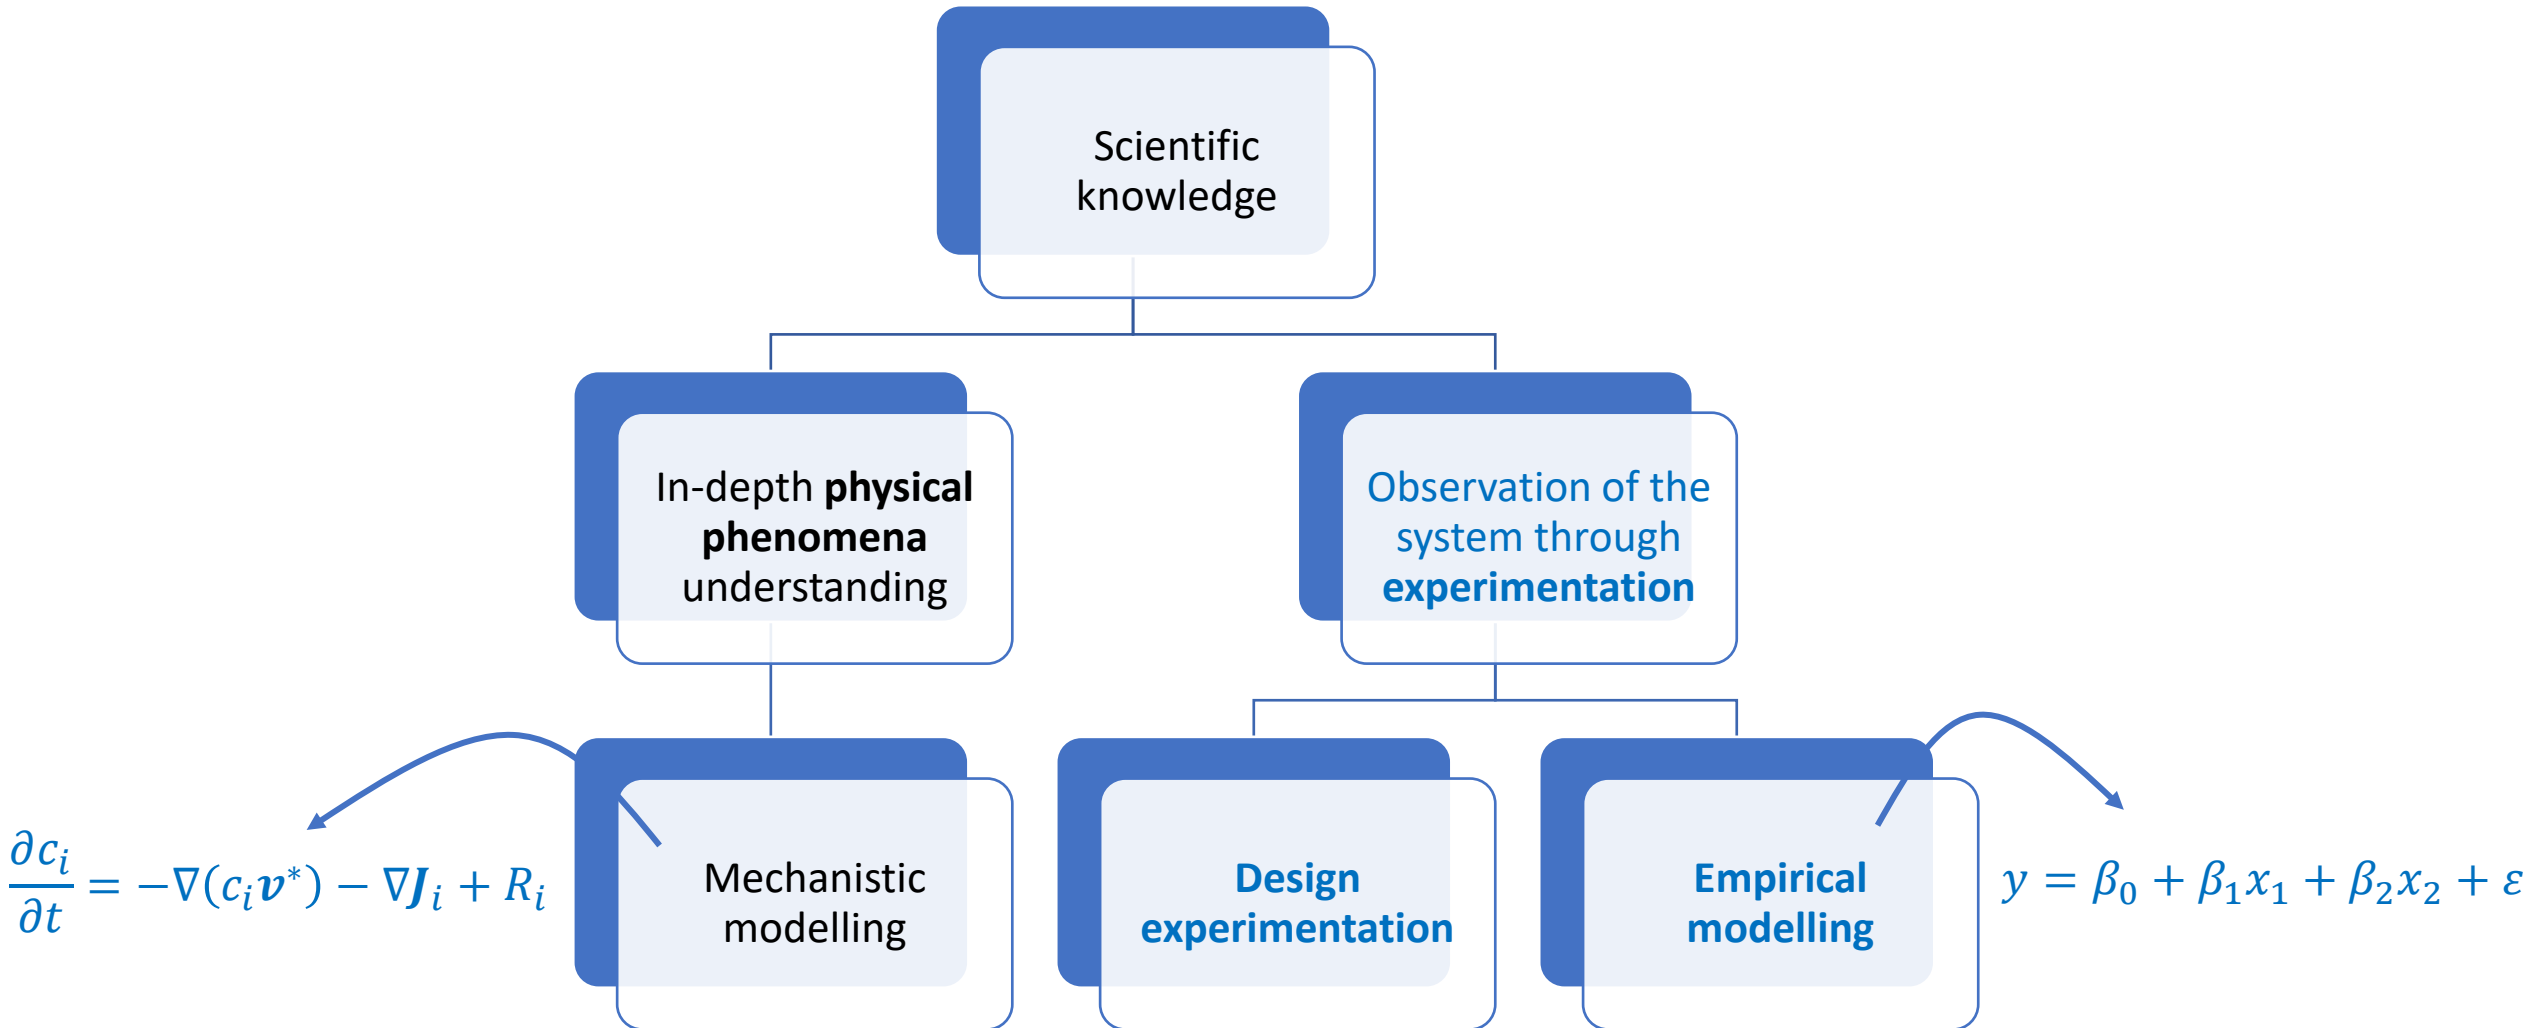 Scientific
knowledge
In-depth physical
phenomena
understanding
Observation of the
system through
experimentation
Mechanistic
modelling
Design
experimentation
Empirical
modelling
∂c_i/∂t = −∇(c_i v*) − ∇J_i + R_i
y = β_0 + β_1x_1 + β_2x_2 + ε